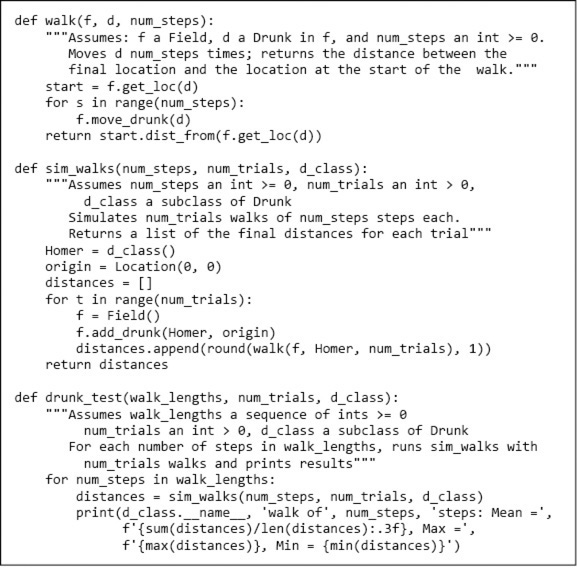 def walk(f, d, num_steps):
    """Assumes: f a Field, d a Drunk in f, and num_steps an int >= 0.
       Moves d num_steps times; returns the distance between the
       final location and the location at the start of the  walk."""
    start = f.get_loc(d)
    for s in range(num_steps):
        f.move_drunk(d)
    return start.dist_from(f.get_loc(d))

def sim_walks(num_steps, num_trials, d_class):
    """Assumes num_steps an int >= 0, num_trials an int > 0,
         d_class a subclass of Drunk
       Simulates num_trials walks of num_steps steps each.
       Returns a list of the final distances for each trial"""
    Homer = d_class()
    origin = Location(0, 0)
    distances = []
    for t in range(num_trials):
        f = Field()
        f.add_drunk(Homer, origin)
        distances.append(round(walk(f, Homer, num_trials), 1))
    return distances

def drunk_test(walk_lengths, num_trials, d_class):
    """Assumes walk_lengths a sequence of ints >= 0
         num_trials an int > 0, d_class a subclass of Drunk
       For each number of steps in walk_lengths, runs sim_walks with
         num_trials walks and prints results"""
    for num_steps in walk_lengths:
        distances = sim_walks(num_steps, num_trials, d_class)
        print(d_class.__name__, 'walk of', num_steps, 'steps: Mean =',
              f'{sum(distances)/len(distances):.3f}, Max =',
              f'{max(distances)}, Min = {min(distances)}')